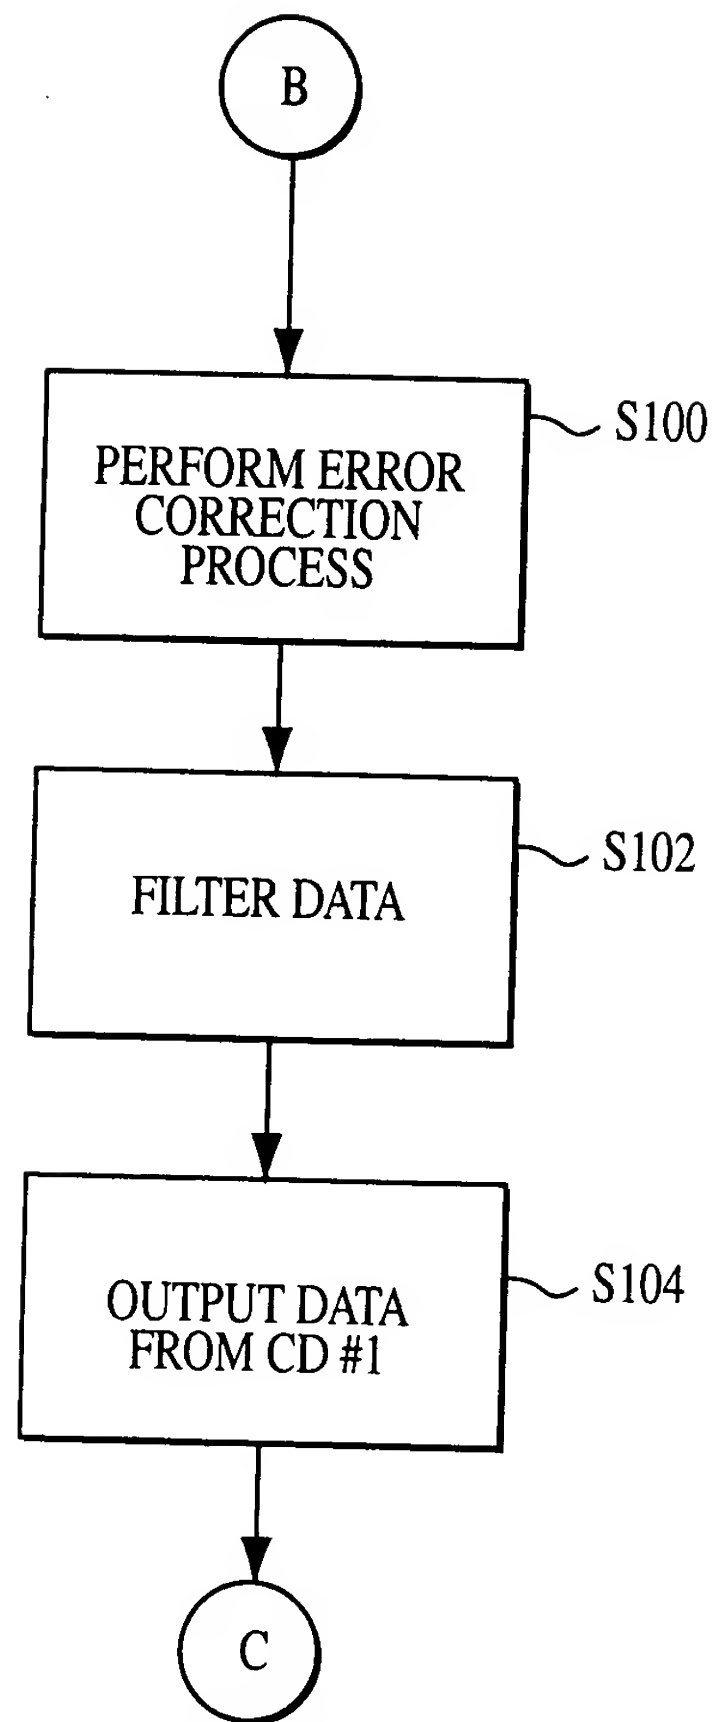 B
PERFORM ERROR
CORRECTION
PROCESS
S100
FILTER DATA
S102
OUTPUT DATA
FROM CD #1
S104
C